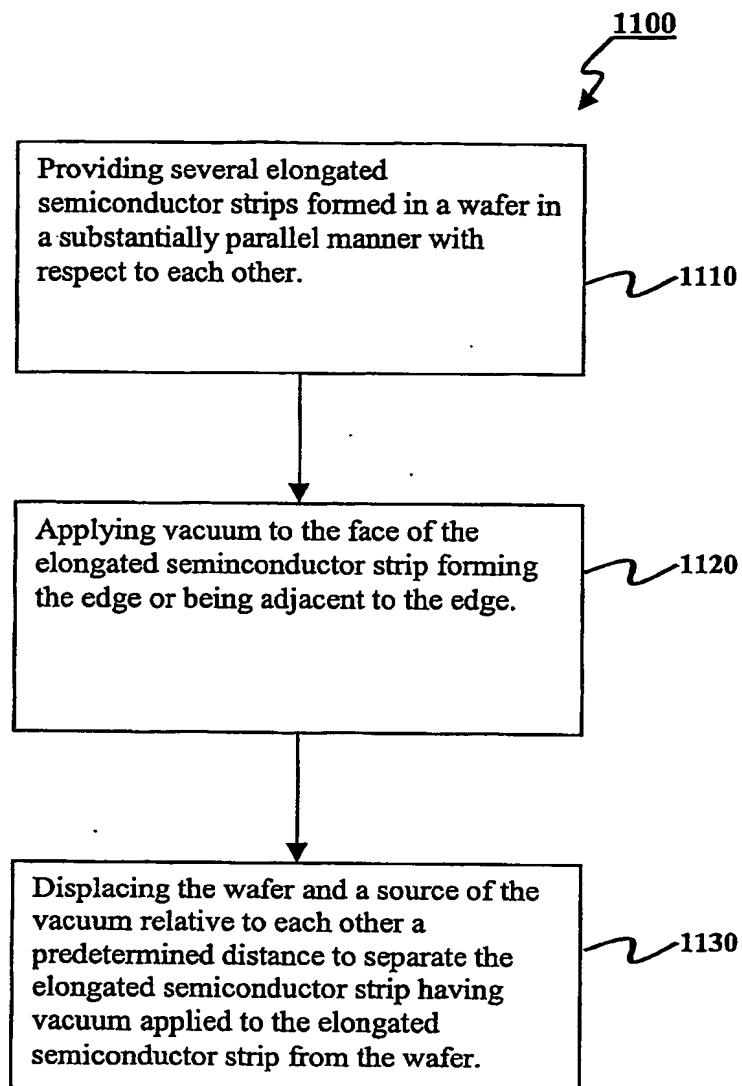 1100
Providing several elongated
semiconductor strips formed in a wafer in
a substantially parallel manner with
respect to each other.
1110
Applying vacuum to the face of the
elongated seminconductor strip forming
the edge or being adjacent to the edge.
1120
Displacing the wafer and a source of the
vacuum relative to each other a
predetermined distance to separate the
elongated semiconductor strip having
vacuum applied to the elongated
semiconductor strip from the wafer.
1130